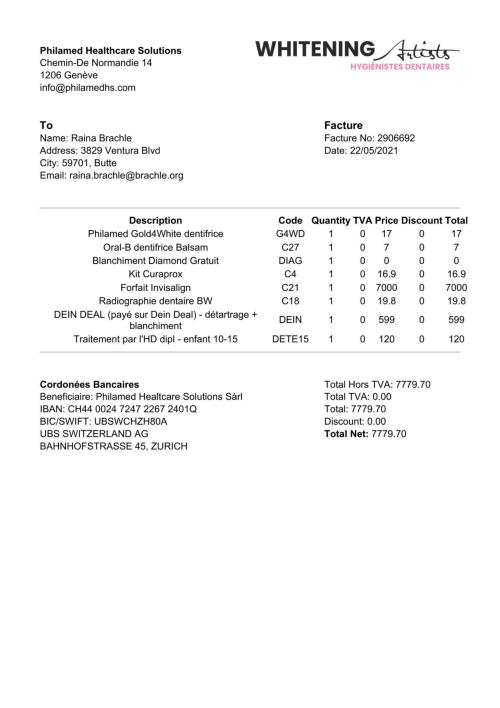 WHITENING Artists
HYGIÉNISTES DENTAIRES
Philamed Healthcare Solutions
Chemin-De Normandie 14
1206 Genève
info@philamedhs.com
To
Name: Raina Brachle
Address: 3829 Ventura Blvd
City: 59701, Butte
Email: raina.brachle@brachle.org
Facture
Facture No: 2906692
Date: 22/05/2021
Description Code Quantity TVA Price Discount Total
Philamed Gold4White dentifrice G4WD 1 0 17 0 17
Oral-B dentifrice Balsam C27 1 0 7 0 7
Blanchiment Diamond Gratuit DIAG 1 0 0 0 0
Kit Curaprox C4 1 0 16.9 0 16.9
Forfait Invisalign C21 1 0 7000 0 7000
Radiographie dentaire BW C18 1 0 19.8 0 19.8
DEIN DEAL (payé sur Dein Deal) - détartrage +
blanchiment DEIN 1 0 599 0 599
Traitement par l'HD dipl - enfant 10-15 DETE15 1 0 120 0 120
Cordonées Bancaires
Beneficiaire: Philamed Healtcare Solutions Sàrl
IBAN: CH44 0024 7247 2267 2401Q
BIC/SWIFT: UBSWCHZH80A
UBS SWITZERLAND AG
BAHNHOFSTRASSE 45, ZURICH
Total Hors TVA: 7779.70
Total TVA: 0.00
Total: 7779.70
Discount: 0.00
Total Net: 7779.70